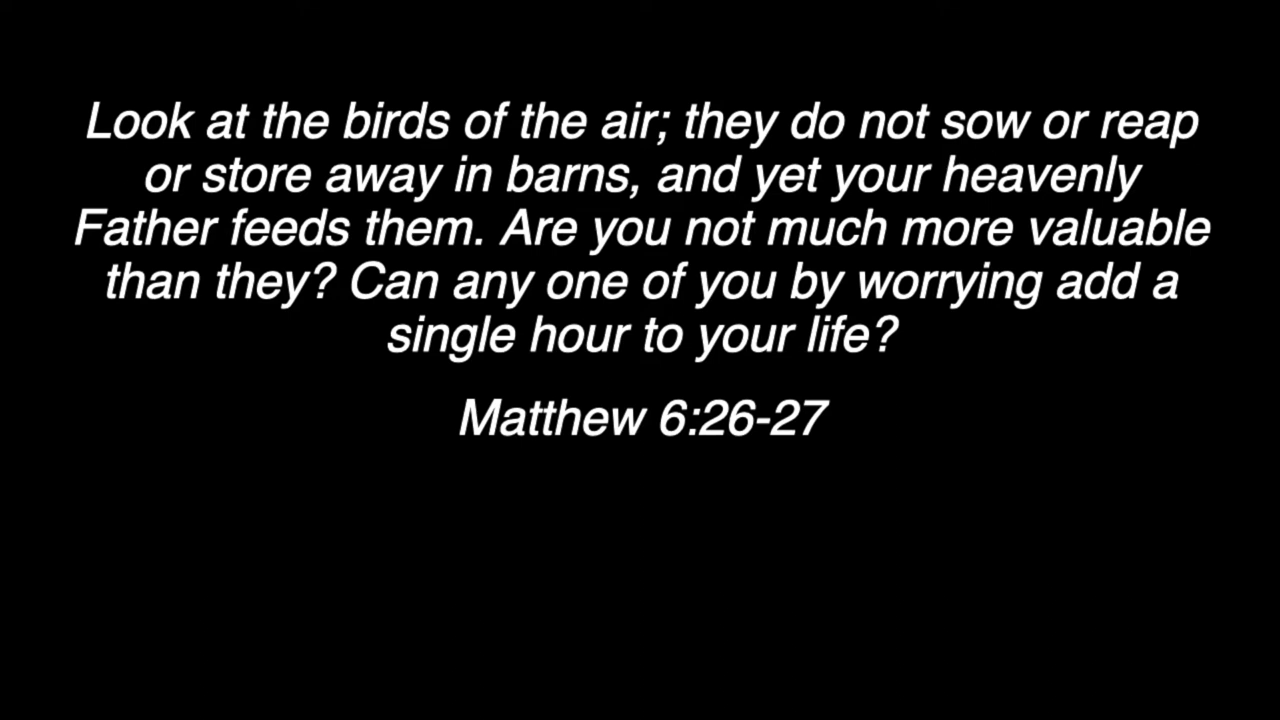 Look at the birds of the air; they do not sow or reap
or store away in barns, and yet your heavenly
Father feeds them. Are you not much more valuable
than they? Can any one of you by worrying add a
single hour to your life?
Matthew 6:26-27